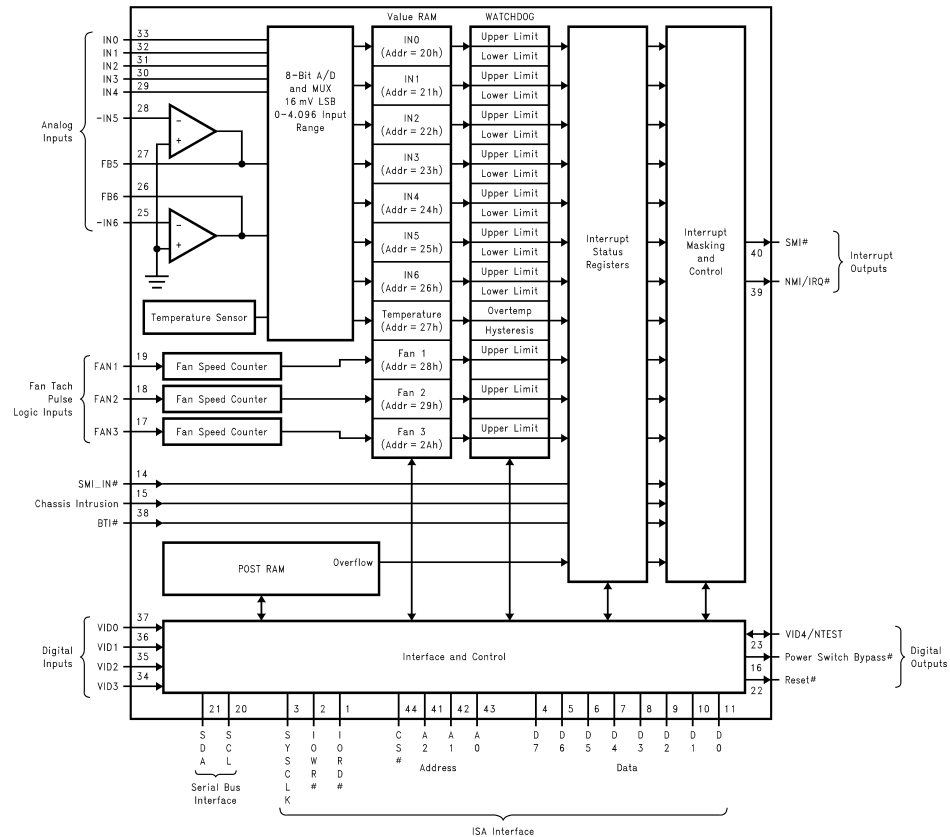 Value RAM
WATCHDOG
Analog
Inputs
IN0
33
IN1
32
IN2
31
IN3
30
IN4
29
-IN5
28
FB5
27
FB6
26
-IN6
25
-
+
-
+
8-Bit A/D
and MUX
16 mV LSB
0-4.096 Input
Range
Temperature Sensor
IN0
(Addr = 20h)
IN1
(Addr = 21h)
IN2
(Addr = 22h)
IN3
(Addr = 23h)
IN4
(Addr = 24h)
IN5
(Addr = 25h)
IN6
(Addr = 26h)
Temperature
(Addr = 27h)
Fan 1
(Addr = 28h)
Fan 2
(Addr = 29h)
Fan 3
(Addr = 2Ah)
Upper Limit
Lower Limit
Upper Limit
Lower Limit
Upper Limit
Lower Limit
Upper Limit
Lower Limit
Upper Limit
Lower Limit
Upper Limit
Lower Limit
Upper Limit
Lower Limit
Overtemp
Hysteresis
Upper Limit
Upper Limit
Upper Limit
Interrupt
Status
Registers
Interrupt
Masking
and
Control
SMI#
40
NMI/IRQ#
39
Interrupt
Outputs
Fan Tach
Pulse
Logic Inputs
FAN1
19
Fan Speed Counter
FAN2
18
Fan Speed Counter
FAN3
17
Fan Speed Counter
SMI_IN#
14
Chassis Intrusion
15
BTI#
38
POST RAM
Overflow
Digital
Inputs
VID0
37
VID1
36
VID2
35
VID3
34
Interface and Control
VID4/NTEST
23
Power Switch Bypass#
16
Reset#
22
Digital
Outputs
21 20 3 2 1 44 41 42 43 4 5 6 7 8 9 10 11
SDA
SCL
SYSCLK
IOWR#
IORD#
CS#
A2
A1
A0
D7
D6
D5
D4
D3
D2
D1
D0
Address
Data
Serial Bus
Interface
ISA Interface